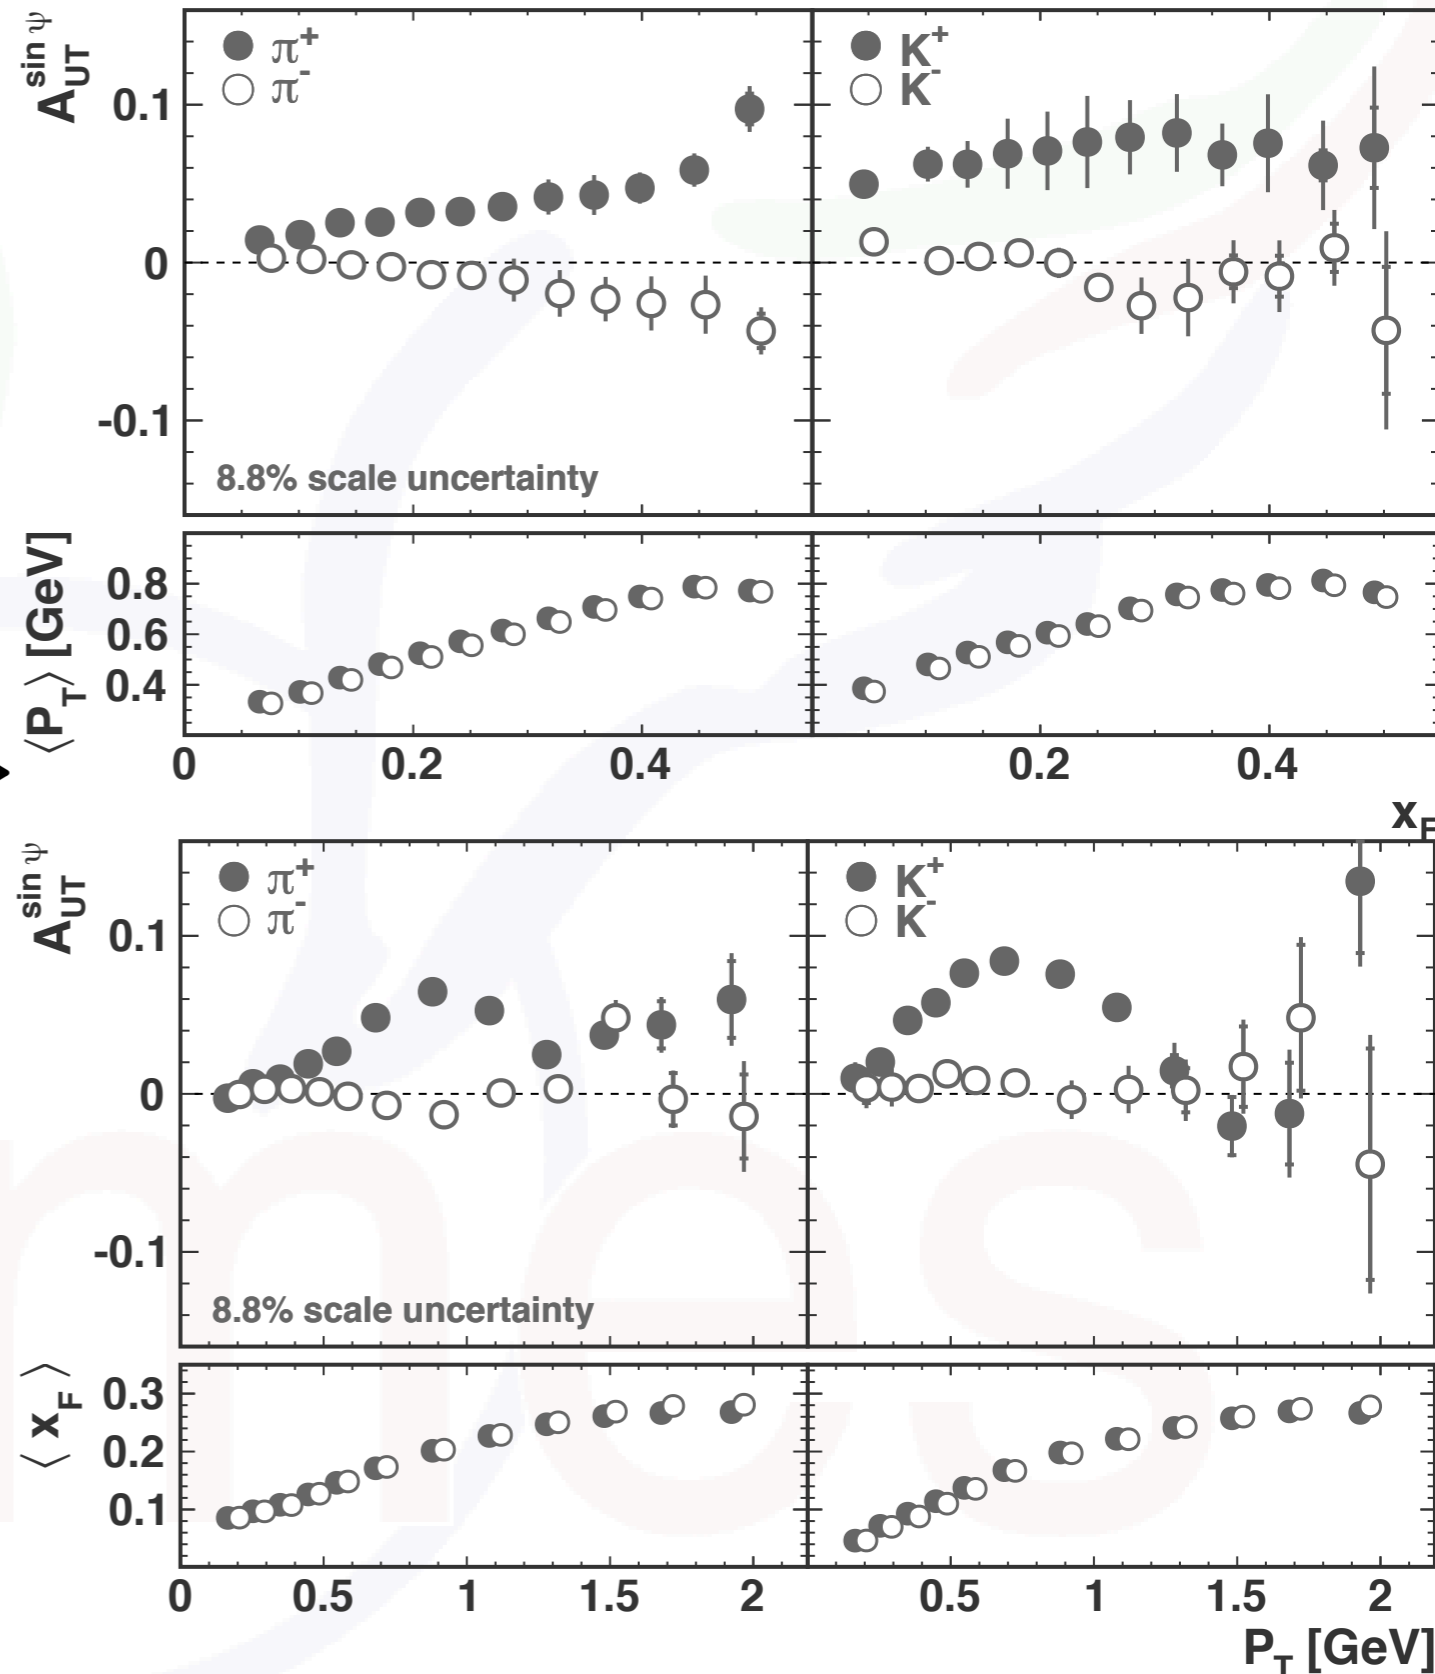 A_UT^sin ψ
π+
π-
K+
K-
0.1
0
-0.1
8.8% scale uncertainty
⟨P_T⟩ [GeV]
0.8
0.6
0.4
0 0.2 0.4 0.2 0.4
x_F
A_UT^sin ψ
π+
π-
K+
K-
0.1
0
-0.1
8.8% scale uncertainty
⟨ x_F ⟩
0.3
0.2
0.1
0 0.5 1 1.5 2 0.5 1 1.5 2
P_T [GeV]
mes